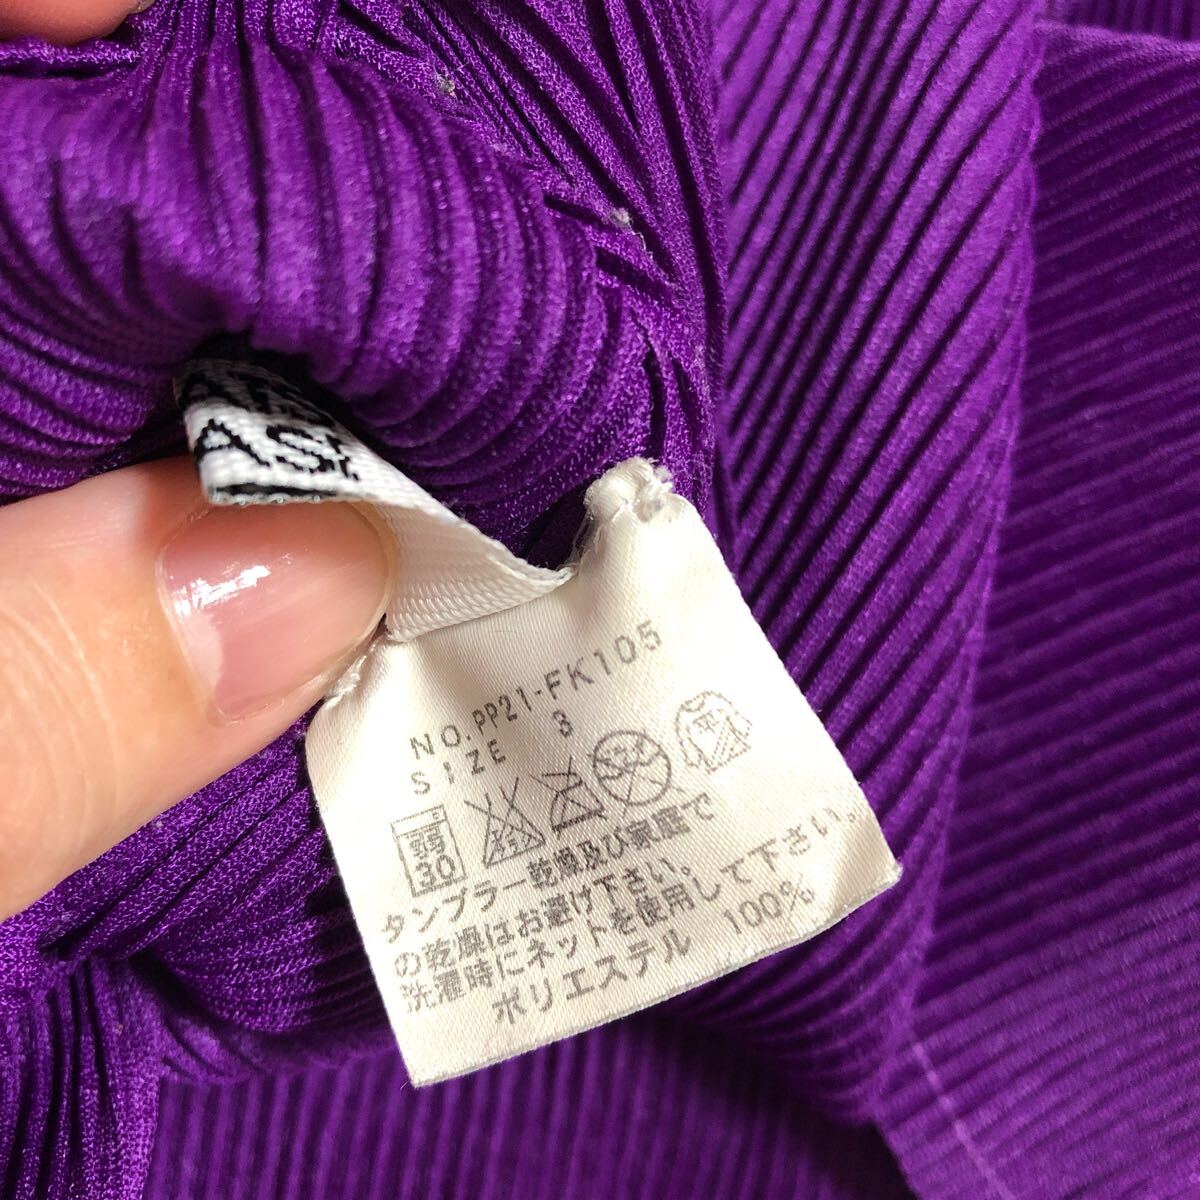 AS
NO.PP21-FK105
SIZE 3
弱
30
タンブラー乾燥及び家庭で
の乾燥はお避け下さい。
洗濯時にネットを使用して下さい。
ポリエステル 100%